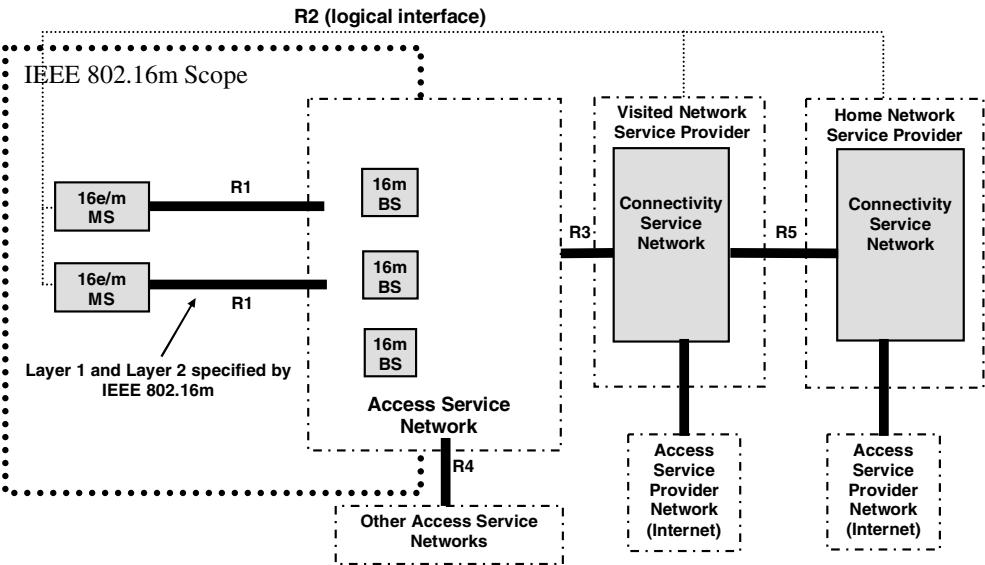 R2 (logical interface)
IEEE 802.16m Scope
Visited Network
Service Provider
Home Network
Service Provider
16e/m
MS
R1
16m
BS
Connectivity
Service
Network
Connectivity
Service
Network
R3
R5
16e/m
MS
R1
16m
BS
16m
BS
Layer 1 and Layer 2 specified by
IEEE 802.16m
Access Service
Network
R4
Other Access Service
Networks
Access
Service
Provider
Network
(Internet)
Access
Service
Provider
Network
(Internet)